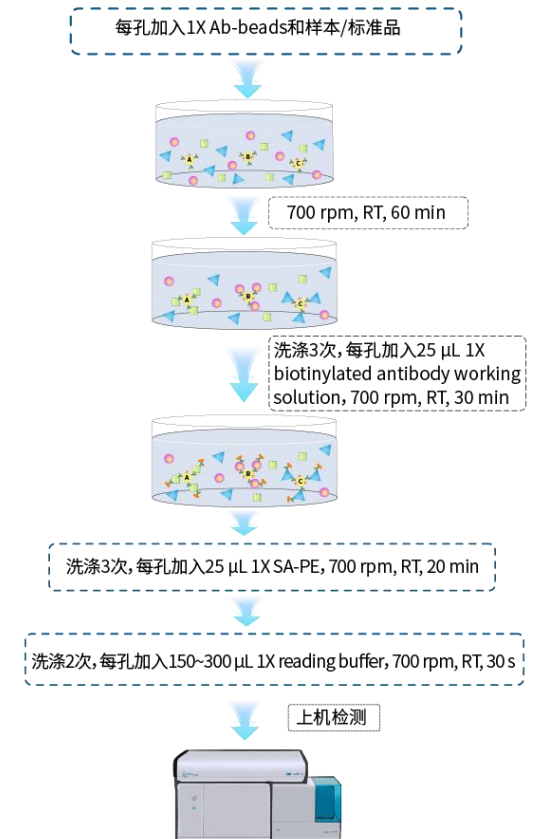 每孔加入1X Ab-beads和样本/标准品
A
B
C
700 rpm, RT, 60 min
A
B
C
洗涤3次，每孔加入25 μL 1X
biotinylated antibody working
solution，700 rpm, RT, 30 min
A
B
C
洗涤3次，每孔加入25 μL 1X SA-PE，700 rpm, RT, 20 min
洗涤2次，每孔加入150~300 μL 1X reading buffer，700 rpm, RT, 30 s
上机检测